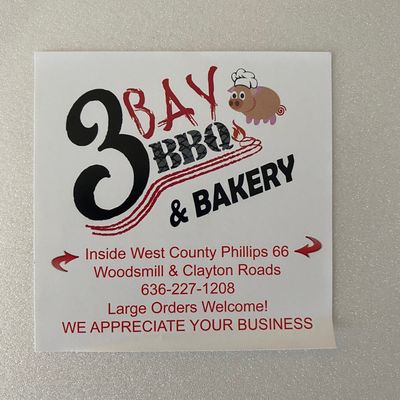 3 BAY
BBQ
& BAKERY
Inside West County Phillips 66
Woodsmill & Clayton Roads
636-227-1208
Large Orders Welcome!
WE APPRECIATE YOUR BUSINESS